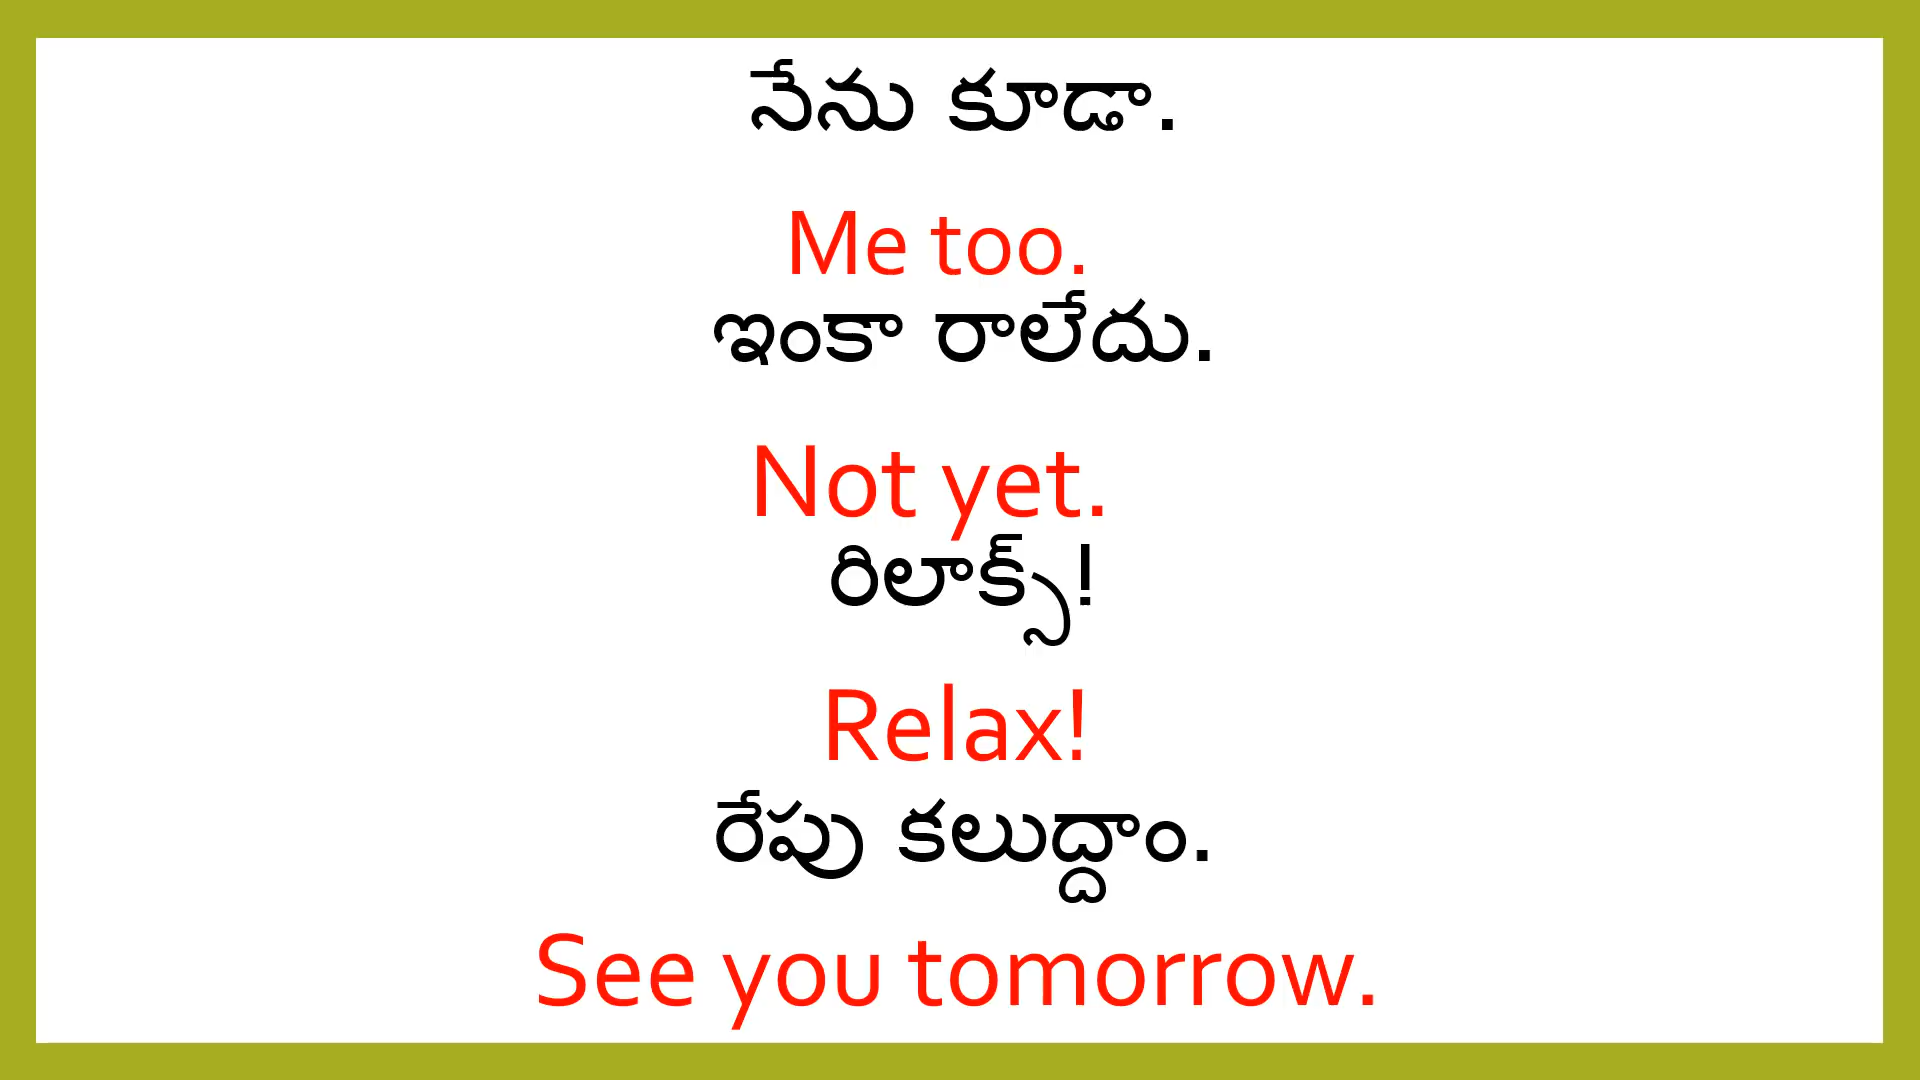 నేను కూడా.
Me too.
ఇంకా రాలేదు.
Not yet.
రిలాక్స్!
Relax!
రేపు కలుద్దాం.
See you tomorrow.